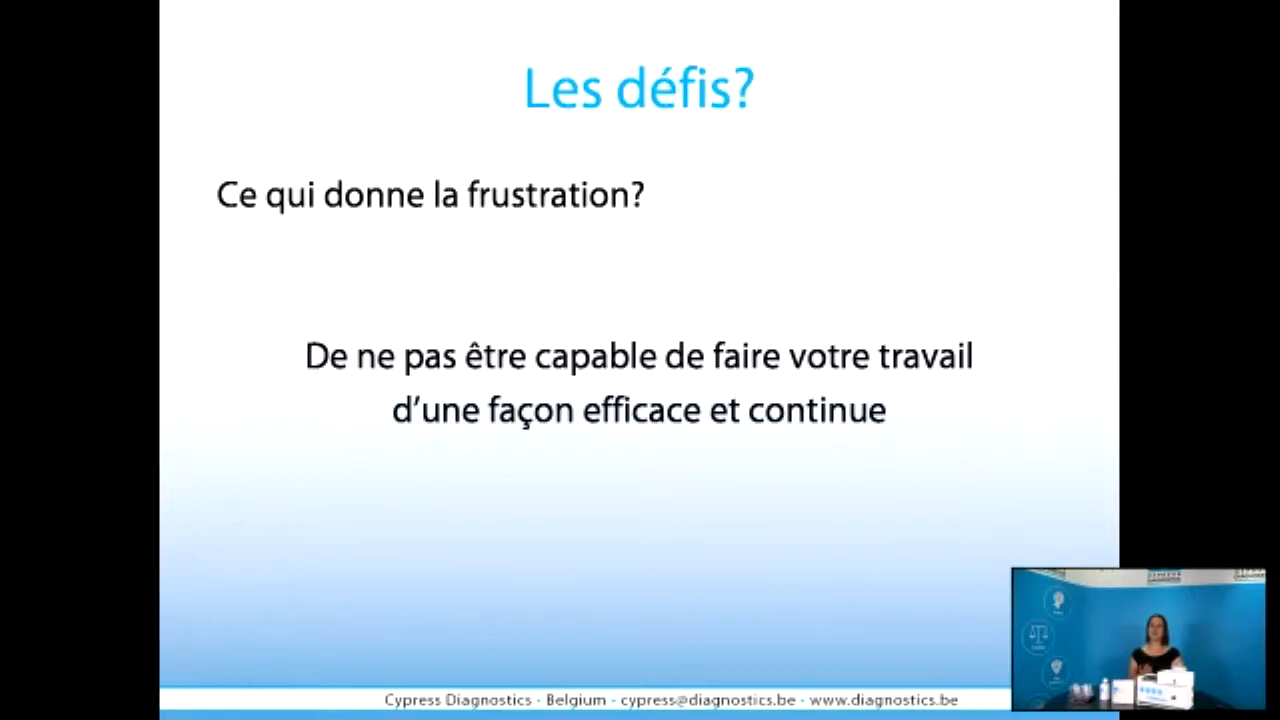 Les défis?
Ce qui donne la frustration?
De ne pas être capable de faire votre travail
d’une façon efficace et continue
Cypress Diagnostics - Belgium - cypress@diagnostics.be - www.diagnostics.be